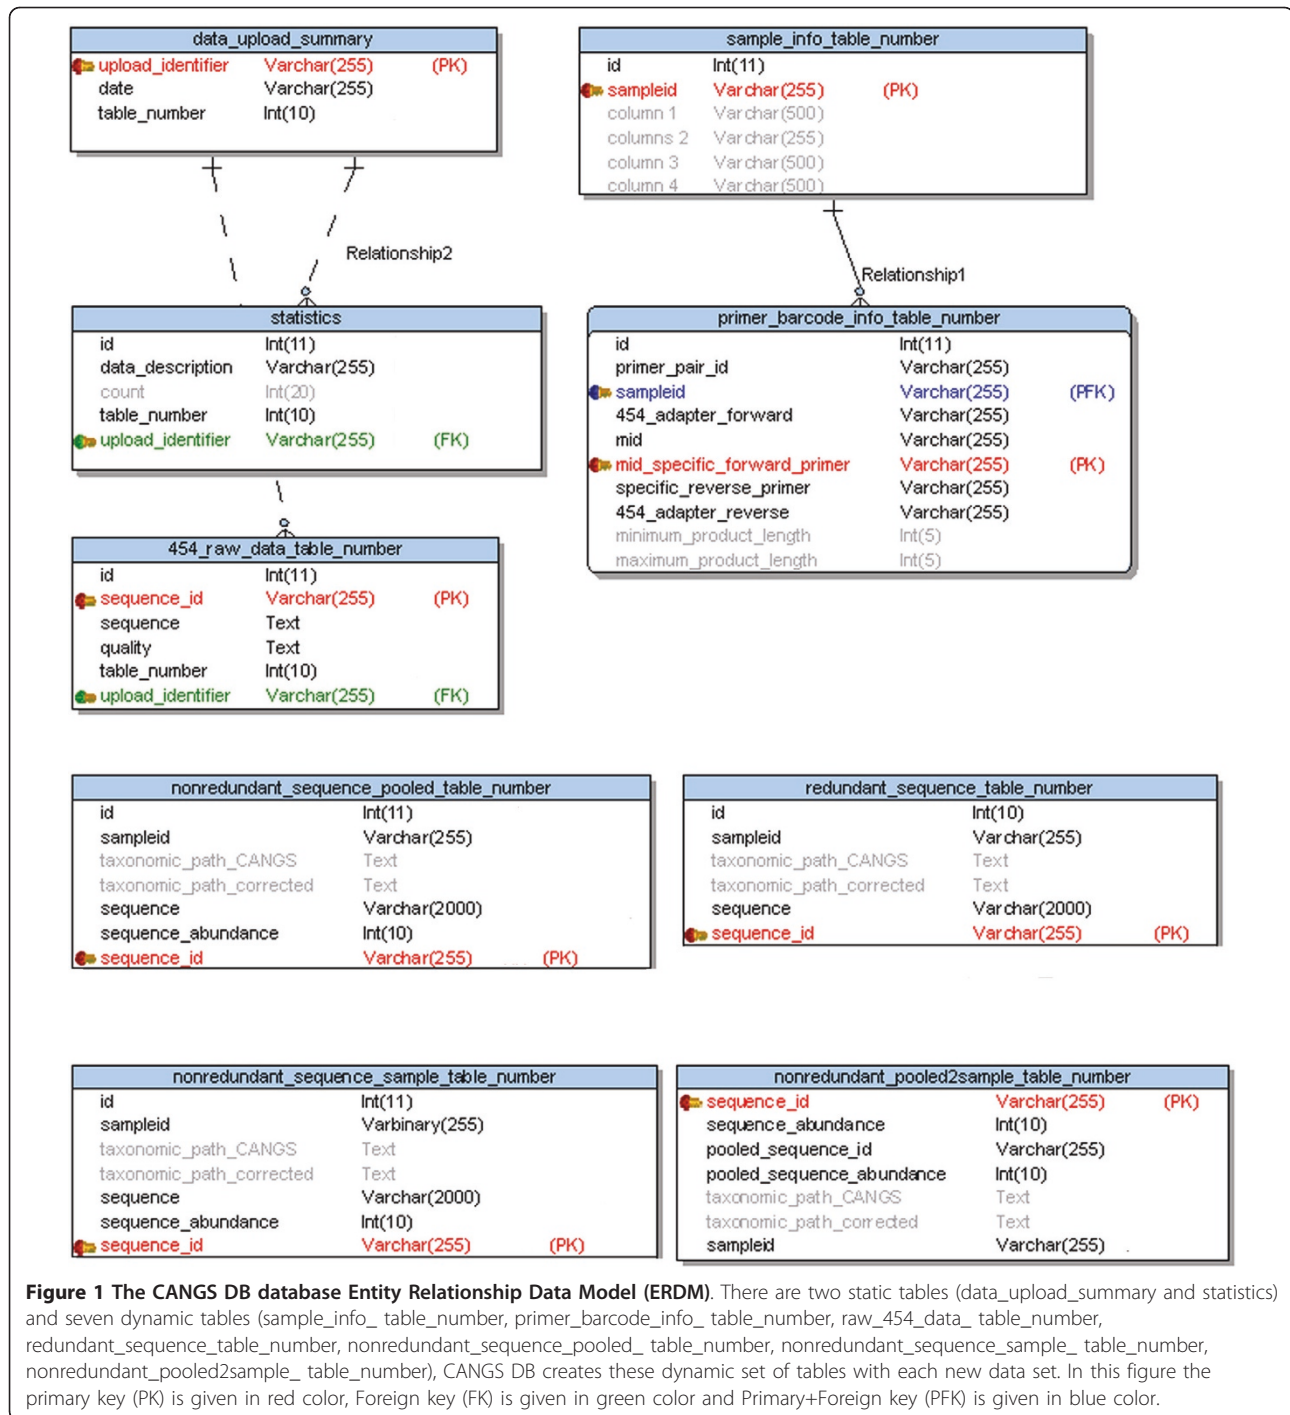 data_upload_summary
upload_identifier Varchar(255) (PK)
date Varchar(255)
table_number Int(10)
sample_info_table_number
id Int(11)
sampleid Varchar(255) (PK)
column 1 Varchar(500)
columns 2 Varchar(255)
column 3 Varchar(500)
column 4 Varchar(500)
Relationship2
Relationship1
statistics
id Int(11)
data_description Varchar(255)
count Int(20)
table_number Int(10)
upload_identifier Varchar(255) (FK)
primer_barcode_info_table_number
id Int(11)
primer_pair_id Varchar(255)
sampleid Varchar(255) (PFK)
454_adapter_forward Varchar(255)
mid Varchar(255)
mid_specific_forward_primer Varchar(255) (PK)
specific_reverse_primer Varchar(255)
454_adapter_reverse Varchar(255)
minimum_product_length Int(5)
maximum_product_length Int(5)
454_raw_data_table_number
id Int(11)
sequence_id Varchar(255) (PK)
sequence Text
quality Text
table_number Int(10)
upload_identifier Varchar(255) (FK)
nonredundant_sequence_pooled_table_number
id Int(11)
sampleid Varchar(255)
taxonomic_path_CANGS Text
taxonomic_path_corrected Text
sequence Varchar(2000)
sequence_abundance Int(10)
sequence_id Varchar(255) (PK)
redundant_sequence_table_number
id Int(10)
sampleid Varchar(255)
taxonomic_path_CANGS Text
taxonomic_path_corrected Text
sequence Varchar(2000)
sequence_id Varchar(255) (PK)
nonredundant_sequence_sample_table_number
id Int(11)
sampleid Varbinary(255)
taxonomic_path_CANGS Text
taxonomic_path_corrected Text
sequence Varchar(2000)
sequence_abundance Int(10)
sequence_id Varchar(255) (PK)
nonredundant_pooled2sample_table_number
sequence_id Varchar(255) (PK)
sequence_abundance Int(10)
pooled_sequence_id Varchar(255)
pooled_sequence_abundance Int(10)
taxonomic_path_CANGS Text
taxonomic_path_corrected Text
sampleid Varchar(255)
Figure 1 The CANGS DB database Entity Relationship Data Model (ERDM). There are two static tables (data_upload_summary and statistics)
and seven dynamic tables (sample_info_ table_number, primer_barcode_info_ table_number, raw_454_data_ table_number,
redundant_sequence_table_number, nonredundant_sequence_pooled_ table_number, nonredundant_sequence_sample_ table_number,
nonredundant_pooled2sample_ table_number), CANGS DB creates these dynamic set of tables with each new data set. In this figure the
primary key (PK) is given in red color, Foreign key (FK) is given in green color and Primary+Foreign key (PFK) is given in blue color.